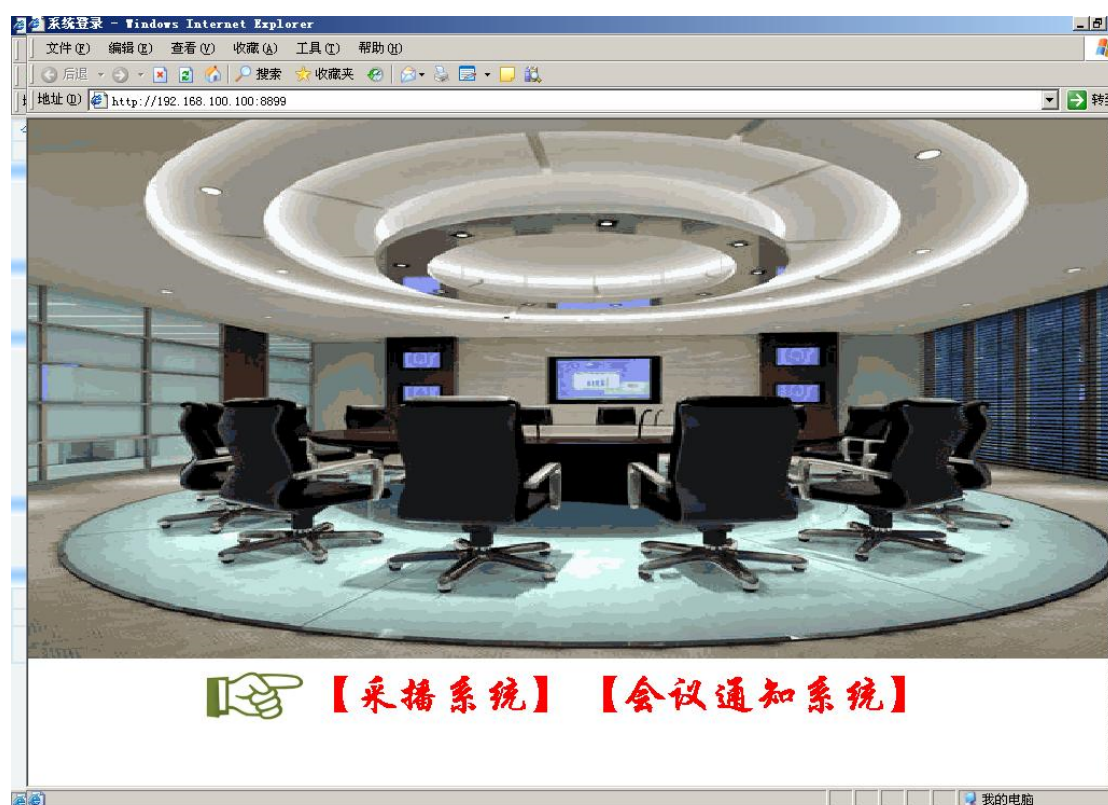 系统登录 - Windows Internet Explorer
文件(F) 编辑(E) 查看(V) 收藏(A) 工具(T) 帮助(H)
后退 搜索 收藏夹
地址(D) http://192.168.100.100:8899 转到
【采播系统】 【会议通知系统】
我的电脑